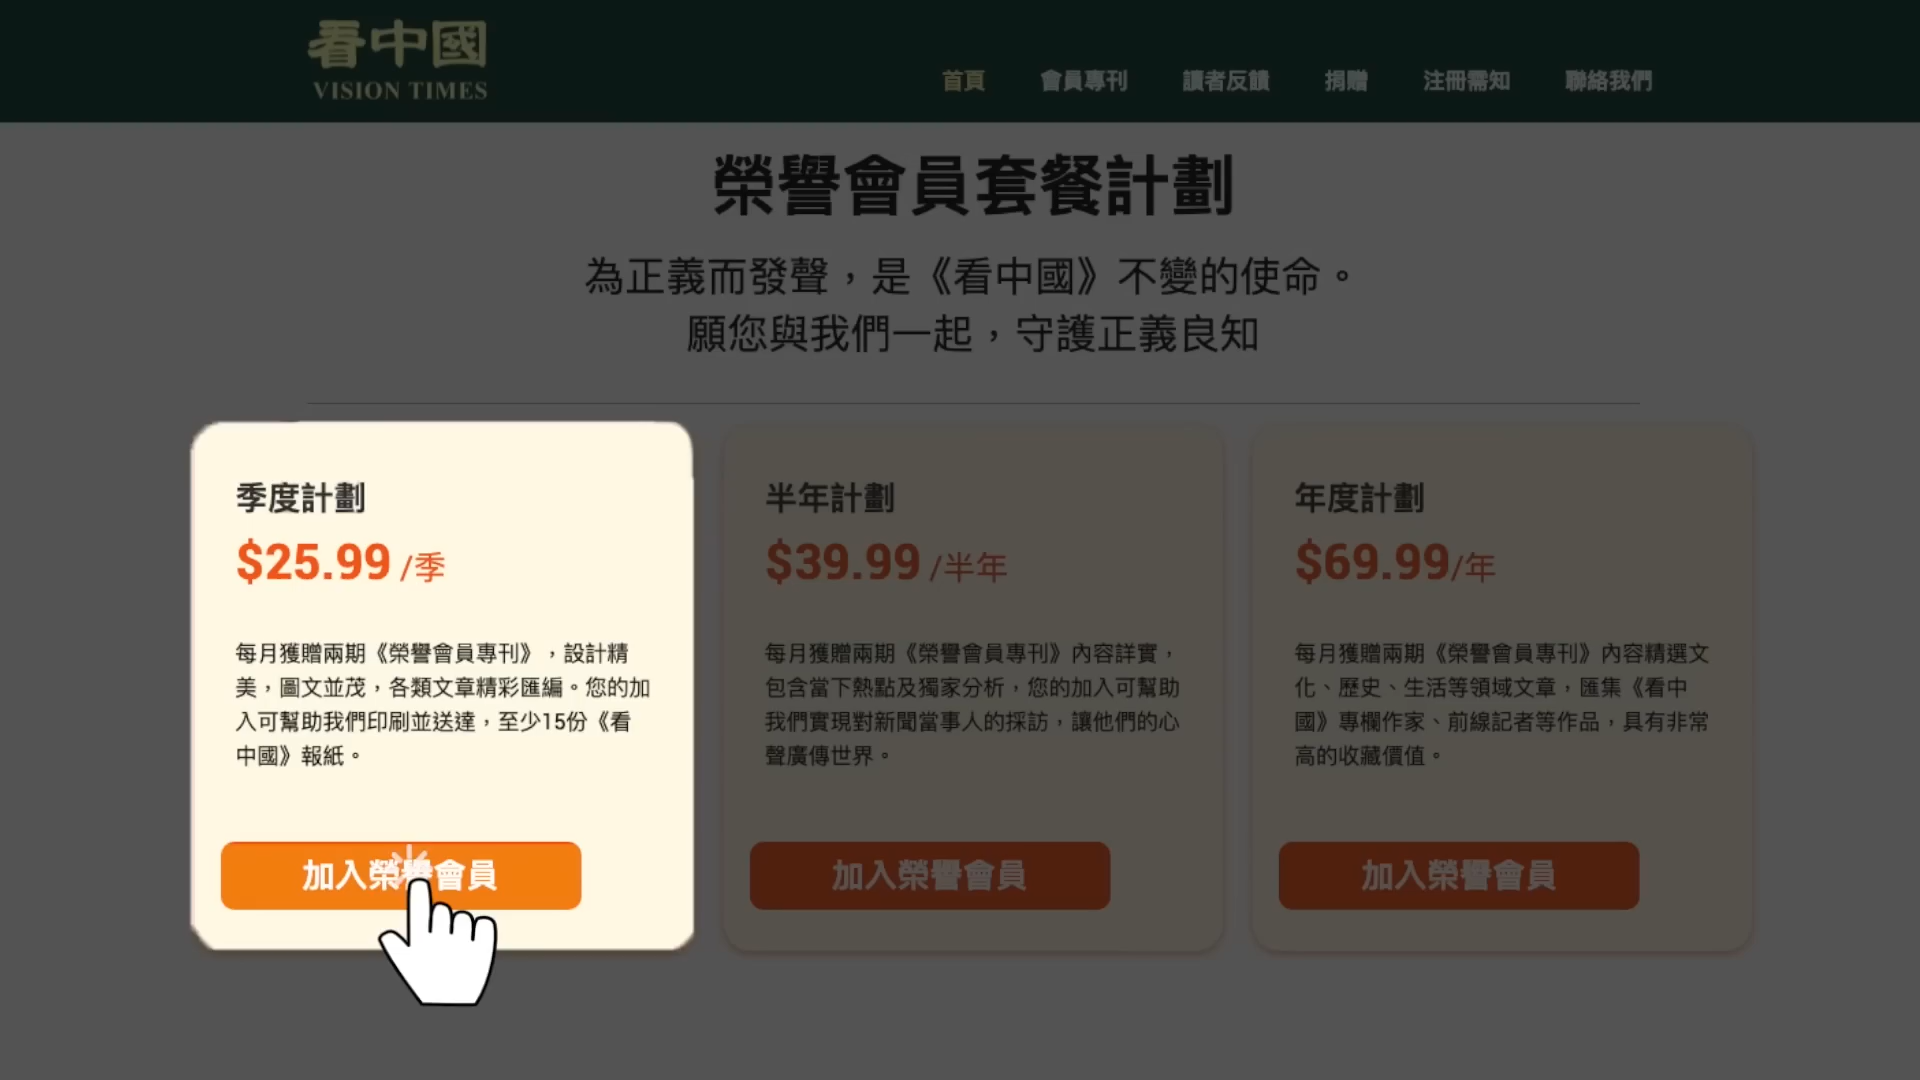 看中國
VISION TIMES
首頁
會員專刊
讀者反饋
捐贈
注冊需知
聯絡我們
榮譽會員套餐計劃
為正義而發聲，是《看中國》不變的使命。
願您與我們一起，守護正義良知
季度計劃
$25.99 /季
每月獲贈兩期《榮譽會員專刊》，設計精
美，圖文並茂，各類文章精彩匯編。您的加
入可幫助我們印刷並送達，至少15份《看
中國》報紙。
加入榮譽會員
半年計劃
$39.99 /半年
每月獲贈兩期《榮譽會員專刊》內容詳實，
包含當下熱點及獨家分析，您的加入可幫助
我們實現對新聞當事人的採訪，讓他們的心
聲廣傳世界。
加入榮譽會員
年度計劃
$69.99/年
每月獲贈兩期《榮譽會員專刊》內容精選文
化、歷史、生活等領域文章，匯集《看中
國》專欄作家、前線記者等作品，具有非常
高的收藏價值。
加入榮譽會員